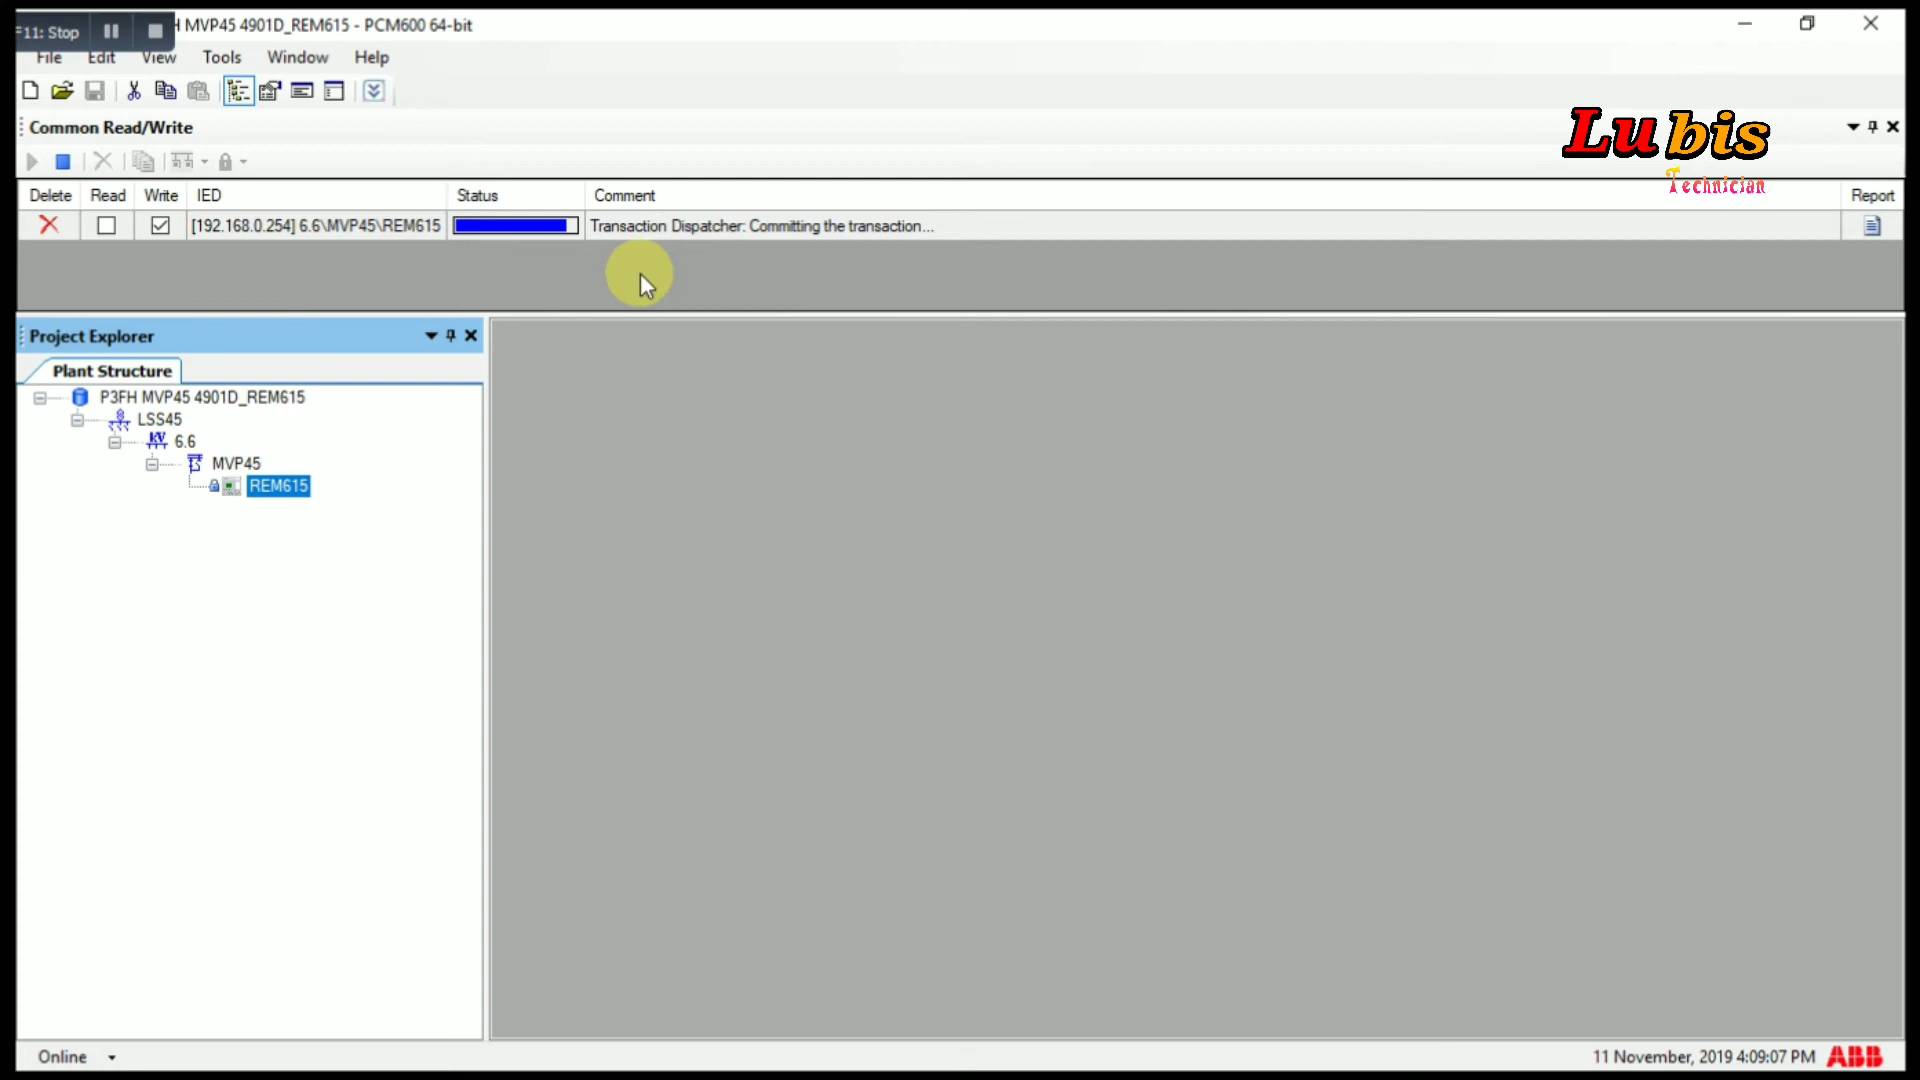 F11: Stop
H MVP45 4901D_REM615 - PCM600 64-bit
File Edit View Tools Window Help
Common Read/Write
Lubis
Technician
Delete Read Write IED Status Comment Report
[192.168.0.254] 6.6\MVP45\REM615 Transaction Dispatcher: Committing the transaction...
Project Explorer
Plant Structure
P3FH MVP45 4901D_REM615
LSS45
KV 6.6
MVP45
REM615
Online 11 November, 2019 4:09:07 PM ABB